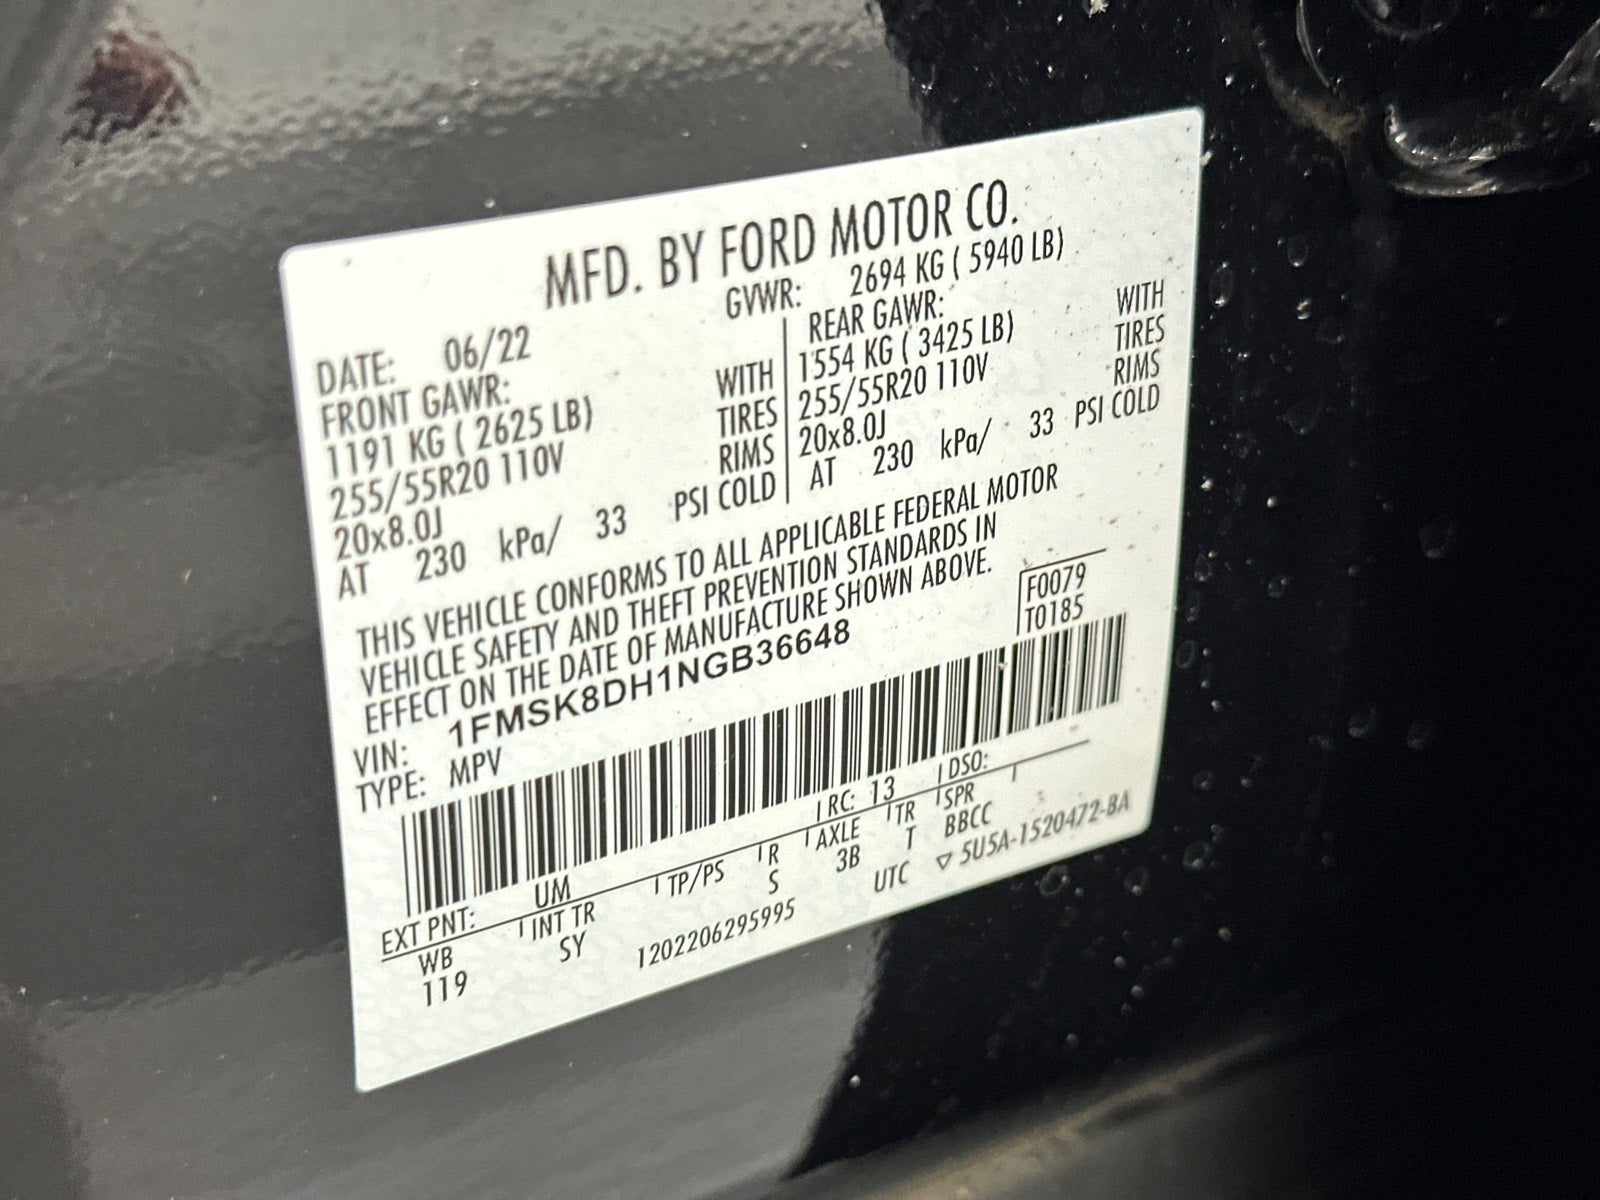 MFD. BY FORD MOTOR CO.
DATE: 06/22 GVWR: 2694 KG ( 5940 LB)
FRONT GAWR: REAR GAWR:
1191 KG ( 2625 LB) WITH 1554 KG ( 3425 LB) WITH
255/55R20 110V TIRES 255/55R20 110V TIRES
20x8.0J RIMS 20x8.0J RIMS
AT 230 kPa/ 33 PSI COLD AT 230 kPa/ 33 PSI COLD
THIS VEHICLE CONFORMS TO ALL APPLICABLE FEDERAL MOTOR
VEHICLE SAFETY AND THEFT PREVENTION STANDARDS IN
EFFECT ON THE DATE OF MANUFACTURE SHOWN ABOVE.
F0079
T0185
VIN: 1FMSK8DH1NGB36648
TYPE: MPV
EXT PNT: UM RC: 13 DSO:
WB INT TR TP/PS R AXLE TR SPR
119 SY S 3B T BBCC
1202206295995 UTC ▽ 5U5A-1520472-BA